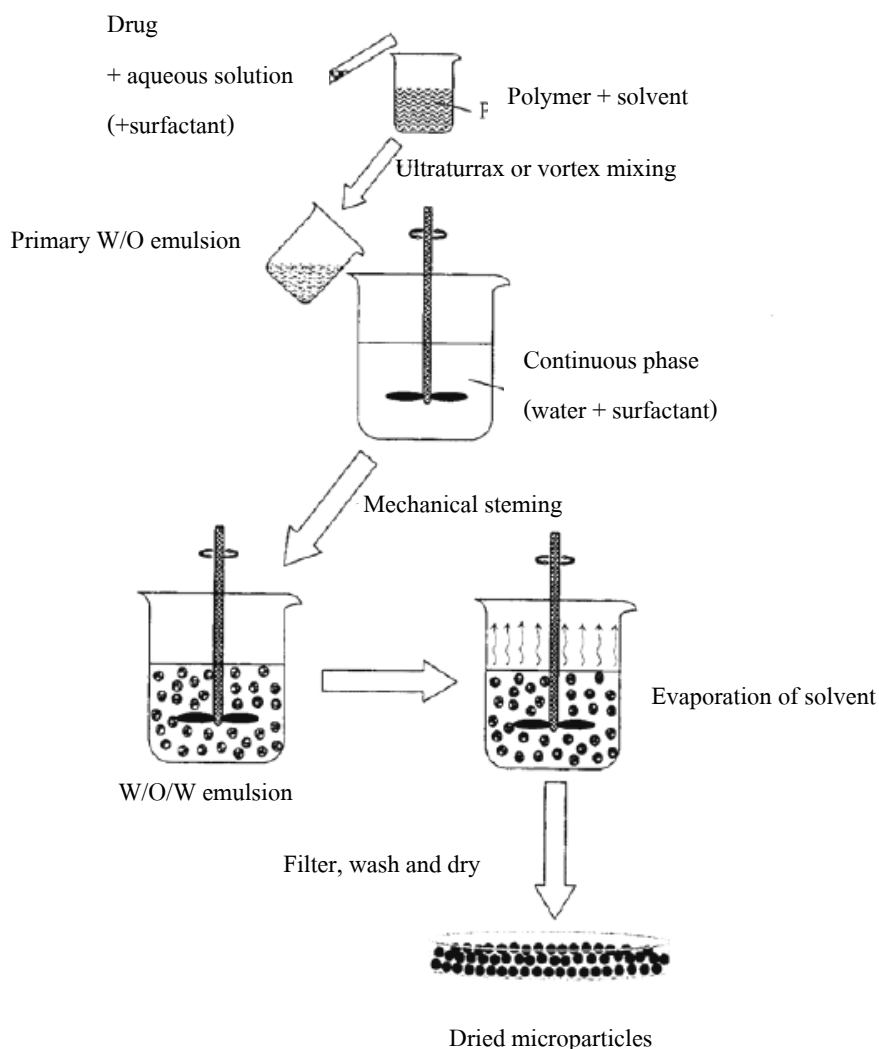 Drug
+ aqueous solution
(+surfactant)
F
Polymer + solvent
Ultraturrax or vortex mixing
Primary W/O emulsion
Continuous phase
(water + surfactant)
Mechanical steming
W/O/W emulsion
Evaporation of solvent
Filter, wash and dry
Dried microparticles